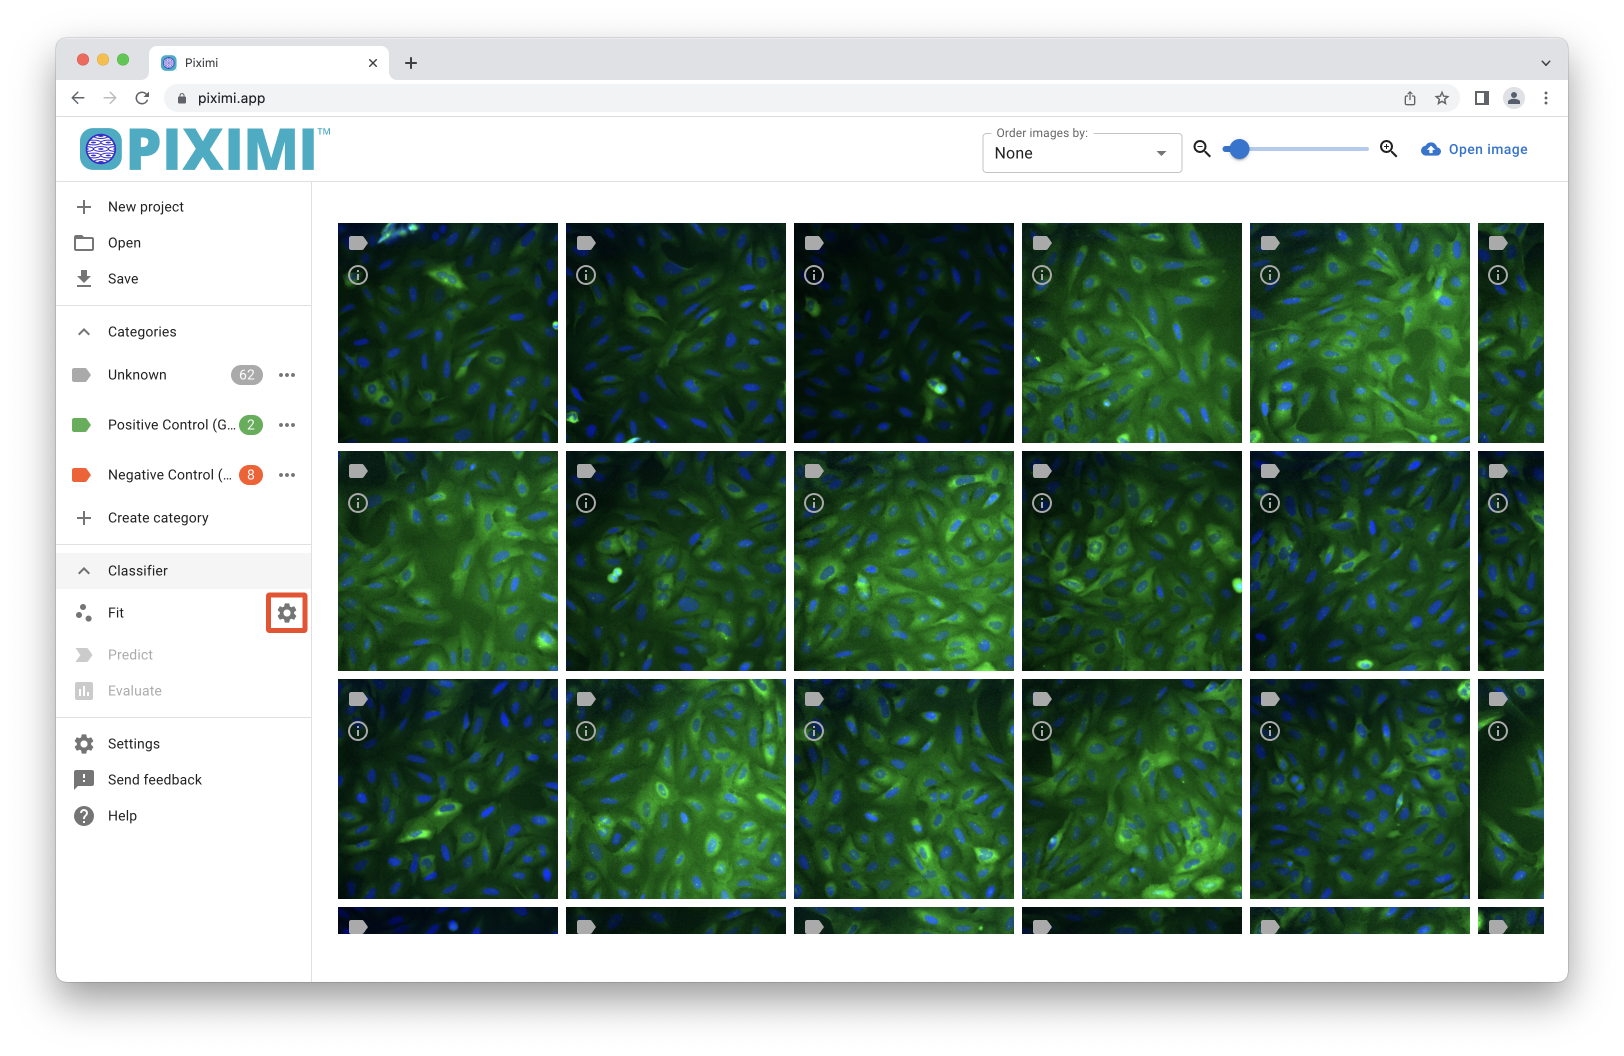 Piximi
piximi.app
PIXIMI™
Order images by:
None
Open image
New project
Open
Save
Categories
Unknown 62
Positive Control (G... 2
Negative Control (... 8
Create category
Classifier
Fit
Predict
Evaluate
Settings
Send feedback
Help